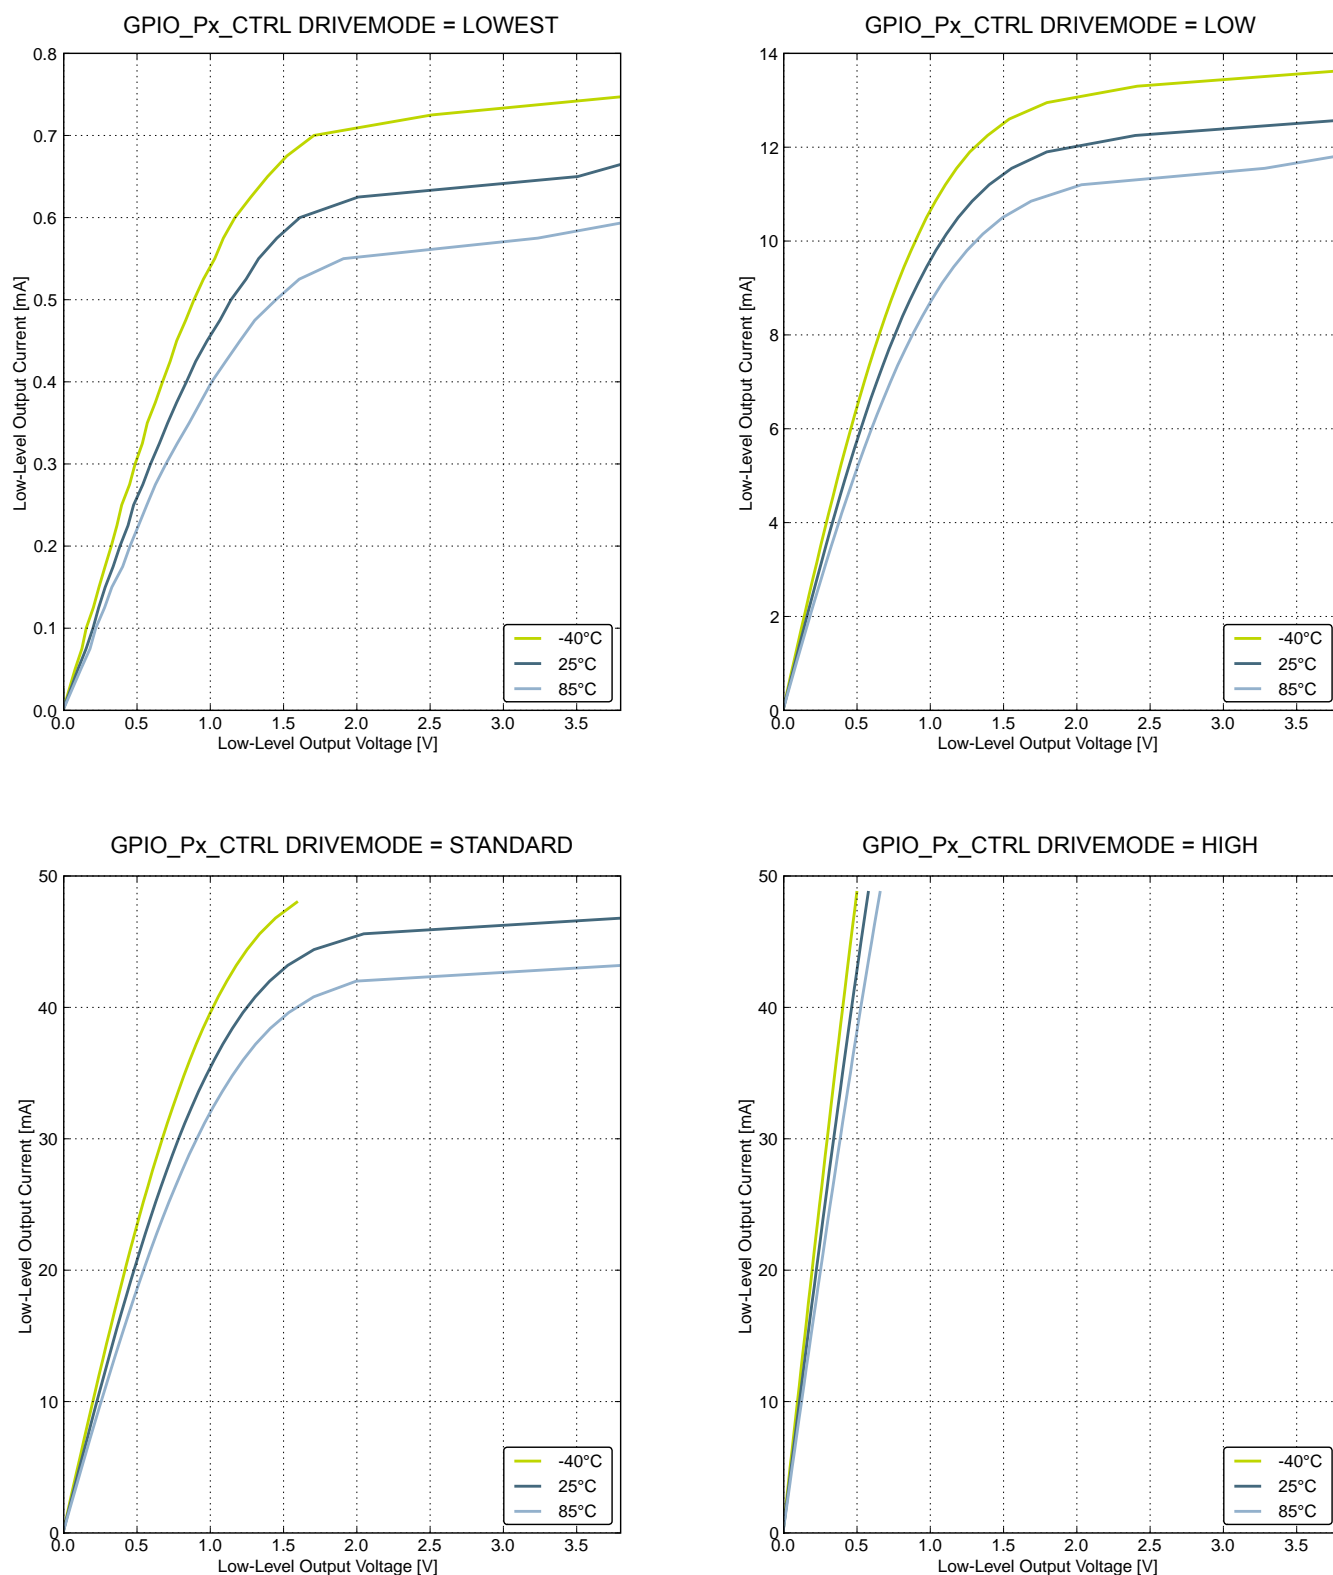 GPIO_Px_CTRL DRIVEMODE = LOWEST
0.8
0.7
0.6
0.5
0.4
0.3
0.2
0.1
0.0
Low-Level Output Current [mA]
-40°C
25°C
85°C
0.0 0.5 1.0 1.5 2.0 2.5 3.0 3.5
Low-Level Output Voltage [V]
GPIO_Px_CTRL DRIVEMODE = LOW
14
12
10
8
6
4
2
0
Low-Level Output Current [mA]
-40°C
25°C
85°C
0.0 0.5 1.0 1.5 2.0 2.5 3.0 3.5
Low-Level Output Voltage [V]
GPIO_Px_CTRL DRIVEMODE = STANDARD
50
40
30
20
10
0
Low-Level Output Current [mA]
-40°C
25°C
85°C
0.0 0.5 1.0 1.5 2.0 2.5 3.0 3.5
Low-Level Output Voltage [V]
GPIO_Px_CTRL DRIVEMODE = HIGH
50
40
30
20
10
0
Low-Level Output Current [mA]
-40°C
25°C
85°C
0.0 0.5 1.0 1.5 2.0 2.5 3.0 3.5
Low-Level Output Voltage [V]